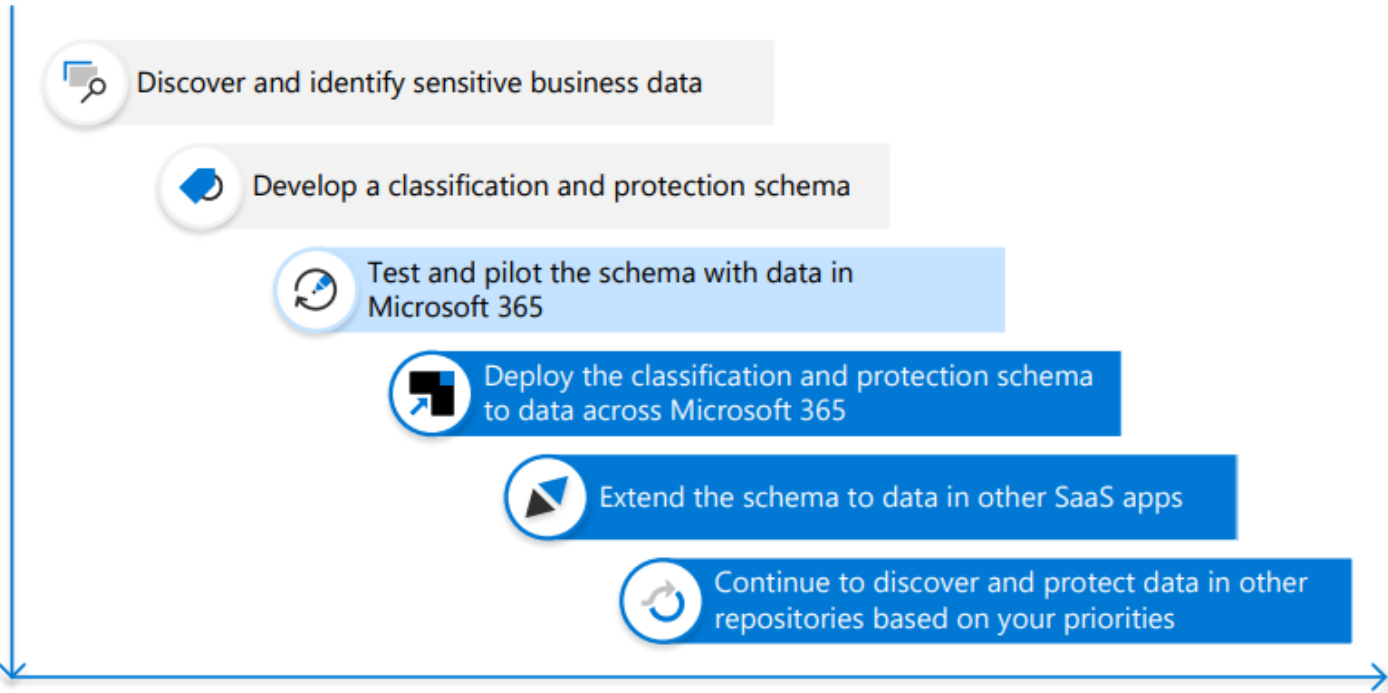 Discover and identify sensitive business data
Develop a classification and protection schema
Test and pilot the schema with data in
Microsoft 365
Deploy the classification and protection schema
to data across Microsoft 365
Extend the schema to data in other SaaS apps
Continue to discover and protect data in other
repositories based on your priorities